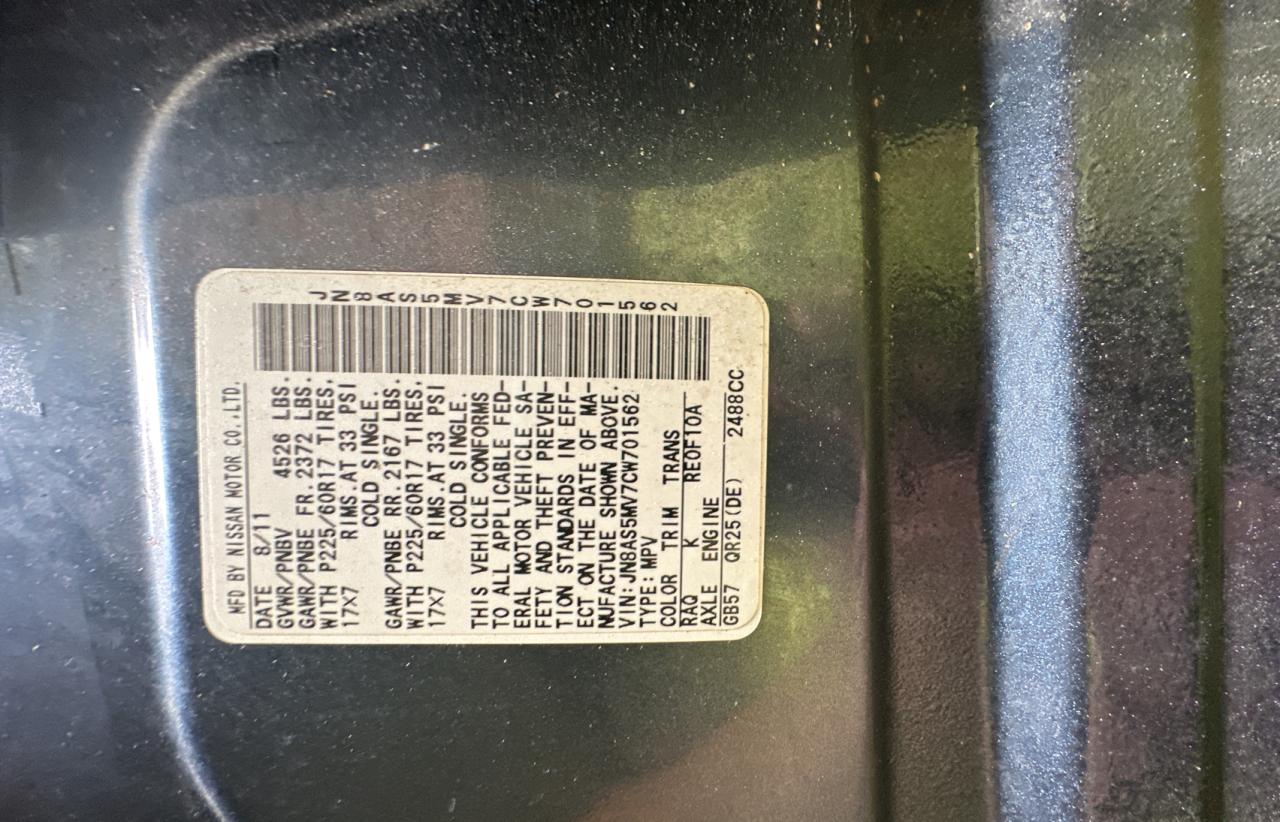 MFD BY NISSAN MOTOR CO.,LTD.
DATE 8/11
GVWR/PNBV 4526 LBS.
GAWR/PNBE FR 2372 LBS.
WITH P225/60R17 TIRES,
17X7 RIMS AT 33 PSI
COLD SINGLE.
GAWR/PNBE RR 2167 LBS.
WITH P225/60R17 TIRES.
17X7 RIMS AT 33 PSI
COLD SINGLE.
THIS VEHICLE CONFORMS
TO ALL APPLICABLE FED-
ERAL MOTOR VEHICLE SA-
FETY AND THEFT PREVEN-
TION STANDARDS IN EFF-
ECT ON THE DATE OF MA-
NUFACTURE SHOWN ABOVE.
VIN:JN8AS5MV7CW701562
TYPE:MPV
COLOR TRIM TRANS
RAQ K RE0F10A
AXLE ENGINE
GB57 QR25(DE) 2488CC
JN8AS5MV7CW701562